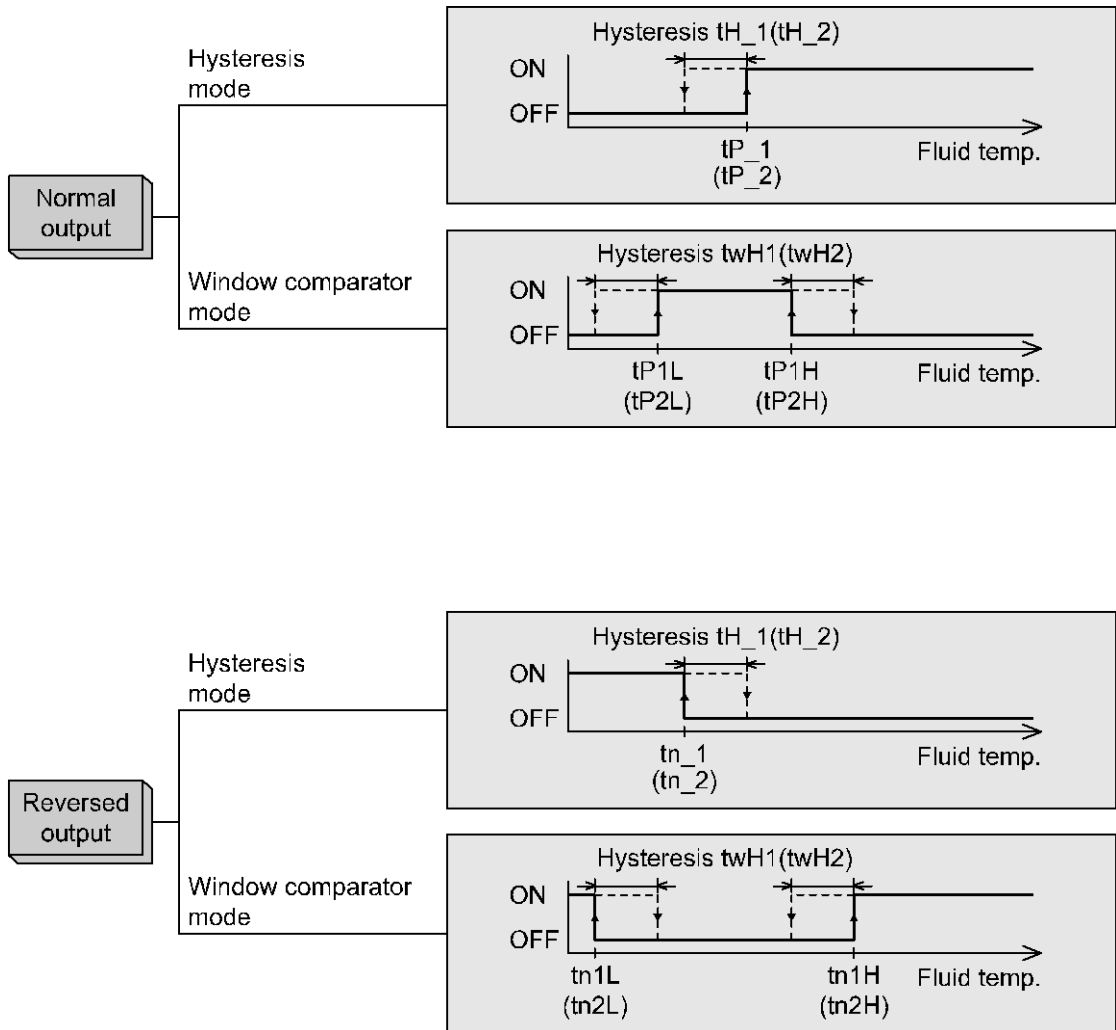 Normal
output
Hysteresis
mode
Hysteresis tH_1(tH_2)
ON
OFF
tP_1
(tP_2)
Fluid temp.
Window comparator
mode
Hysteresis twH1(twH2)
ON
OFF
tP1L
(tP2L)
tP1H
(tP2H)
Fluid temp.
Reversed
output
Hysteresis
mode
Hysteresis tH_1(tH_2)
ON
OFF
tn_1
(tn_2)
Fluid temp.
Window comparator
mode
Hysteresis twH1(twH2)
ON
OFF
tn1L
(tn2L)
tn1H
(tn2H)
Fluid temp.